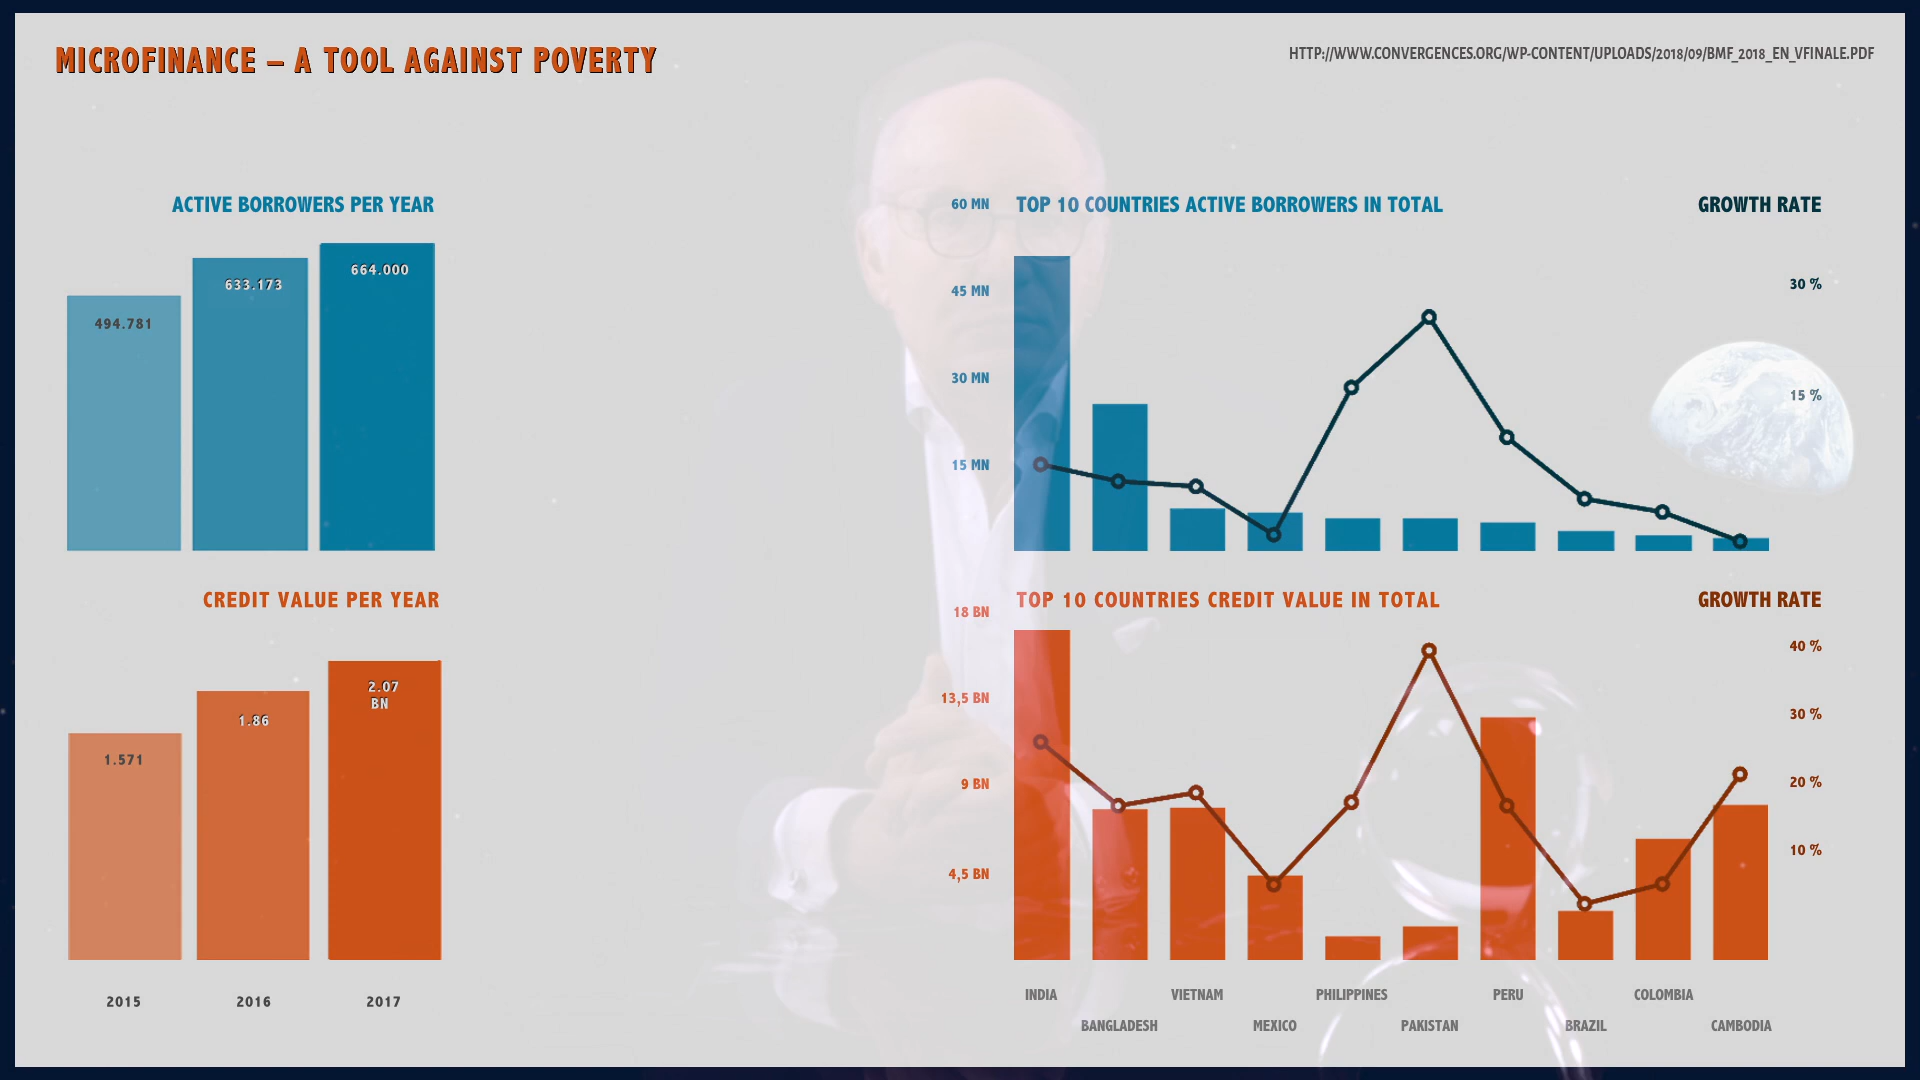 MICROFINANCE – A TOOL AGAINST POVERTY
HTTP://WWW.CONVERGENCES.ORG/WP-CONTENT/UPLOADS/2018/09/BMF_2018_EN_VFINALE.PDF
ACTIVE BORROWERS PER YEAR
494.781
633.173
664.000
60 MN
TOP 10 COUNTRIES ACTIVE BORROWERS IN TOTAL
GROWTH RATE
45 MN
30 MN
15 MN
30 %
15 %
CREDIT VALUE PER YEAR
1.571
1.86
2.07
BN
2015
2016
2017
18 BN
TOP 10 COUNTRIES CREDIT VALUE IN TOTAL
GROWTH RATE
13,5 BN
9 BN
4,5 BN
40 %
30 %
20 %
10 %
INDIA
BANGLADESH
VIETNAM
MEXICO
PHILIPPINES
PAKISTAN
PERU
BRAZIL
COLOMBIA
CAMBODIA